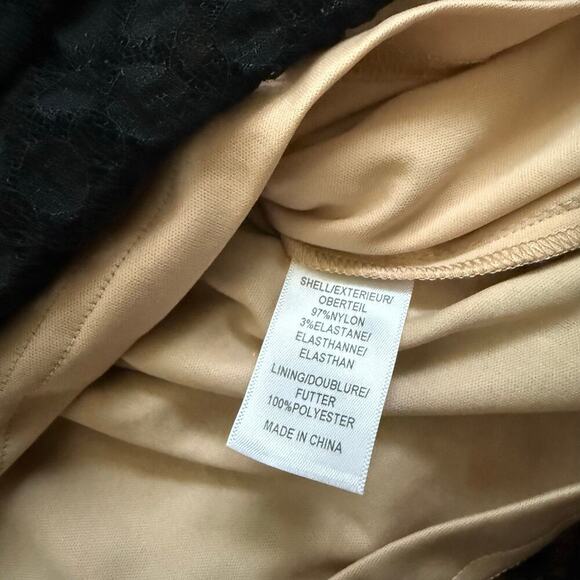 SHELL/EXTERIEUR/
OBERTEIL
97%NYLON
3%ELASTANE/
ELASTHANNE/
ELASTHAN
LINING/DOUBLURE/
FUTTER
100%POLYESTER
MADE IN CHINA